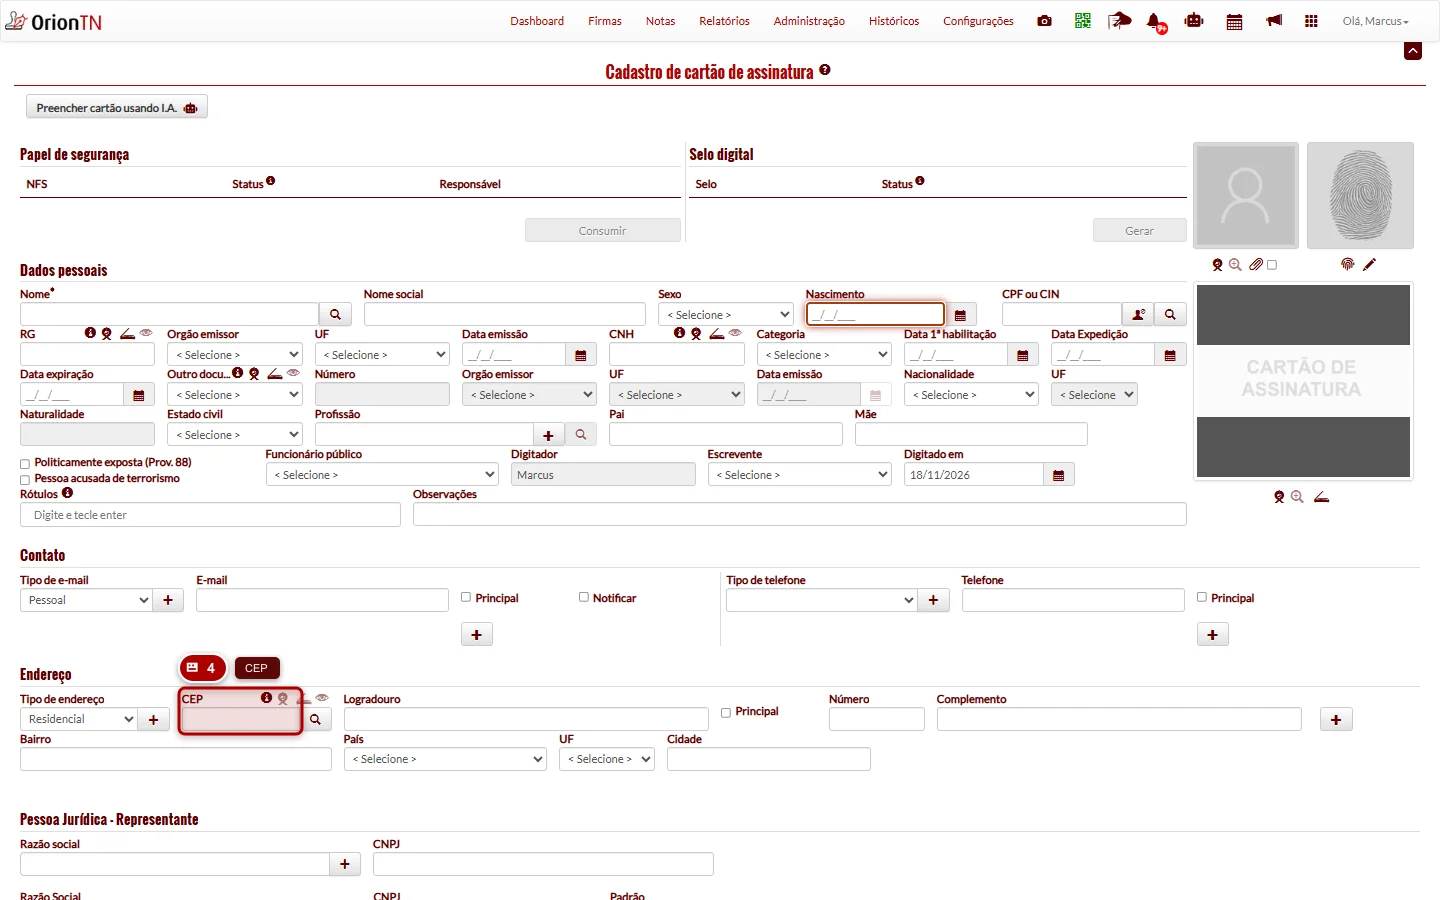 OrionTN
Dashboard Firmas Notas Relatórios Administração Históricos Configurações 9+ Olá, Marcus
Cadastro de cartão de assinatura
Preencher cartão usando I.A.
Papel de segurança Selo digital
NFS Status Responsável Selo Status
Consumir Gerar
Dados pessoais
Nome* Nome social Sexo Nascimento CPF ou CIN
< Selecione > _/_/___
RG Orgão emissor UF Data emissão CNH Categoria Data 1ª habilitação Data Expedição
< Selecione > < Selecione > _/_/___ < Selecione > _/_/___ _/_/___
Data expiração Outro docu... Número Orgão emissor UF Data emissão Nacionalidade UF
_/_/___ < Selecione > < Selecione > < Selecione > _/_/___ < Selecione > < Selecione
CARTÃO DE
ASSINATURA
Naturalidade Estado civil Profissão Pai Mãe
< Selecione >
Politicamente exposta (Prov. 88) Funcionário público Digitador Escrevente Digitado em
Pessoa acusada de terrorismo < Selecione > Marcus < Selecione > 18/11/2026
Rótulos Observações
Digite e tecle enter
Contato
Tipo de e-mail E-mail Tipo de telefone Telefone
Pessoal Principal Notificar Principal
4 CEP
Endereço
Tipo de endereço CEP Logradouro Número Complemento
Residencial Principal
Bairro País UF Cidade
< Selecione > < Selecione >
Pessoa Jurídica - Representante
Razão social CNPJ
Razão Social CNPJ Padrão